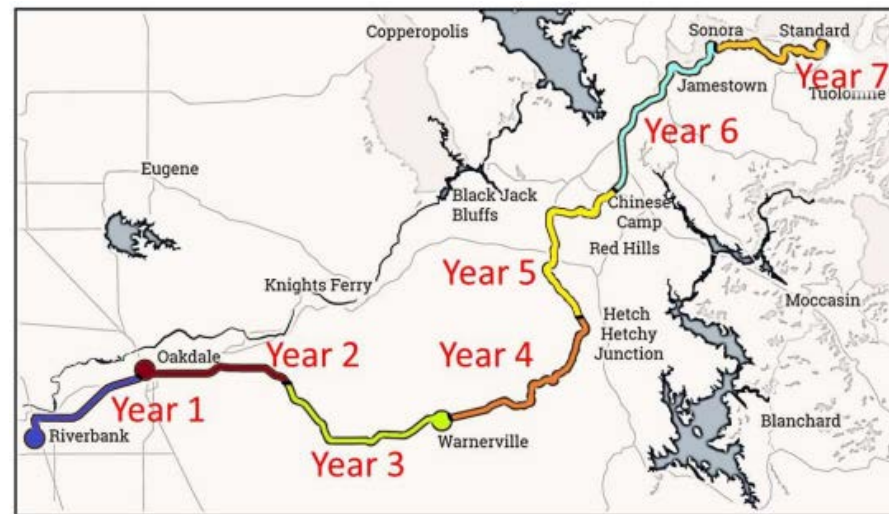 Copperopolis
Sonora
Standard
Year 7
Jamestown
Tuolomne
Year 6
Eugene
Black Jack
Bluffs
Chinese
Camp
Red Hills
Year 5
Knights Ferry
Moccasin
Hetch
Hetchy
Junction
Year 4
Oakdale
Year 2
Year 1
Riverbank
Warnerville
Blanchard
Year 3